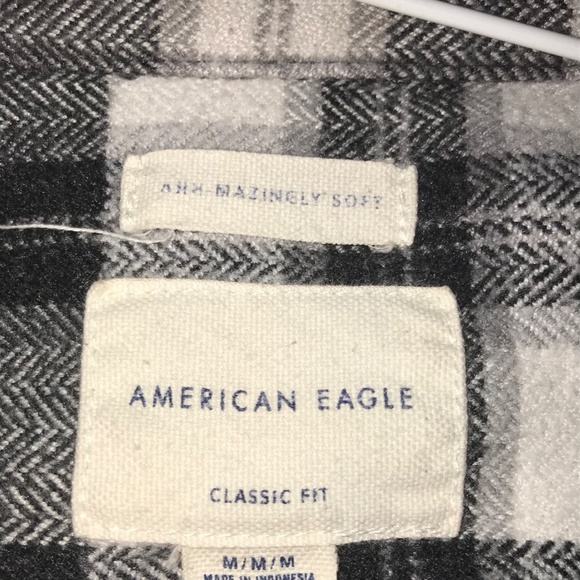 AHH-MAZINGLY SOFT
AMERICAN EAGLE
CLASSIC FIT
M/M/M
MADE IN INDONESIA